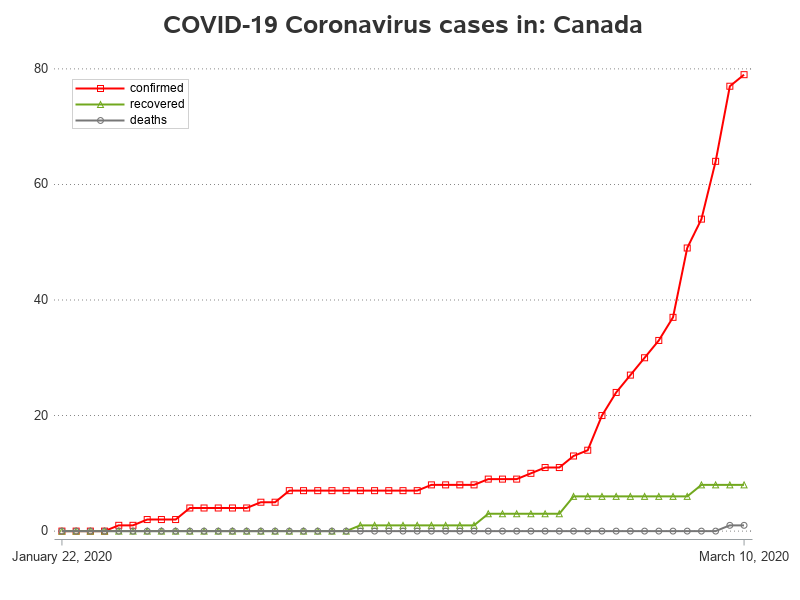 COVID-19 Coronavirus cases in: Canada
80
confirmed
recovered
deaths
60
40
20
0
January 22, 2020
March 10, 2020